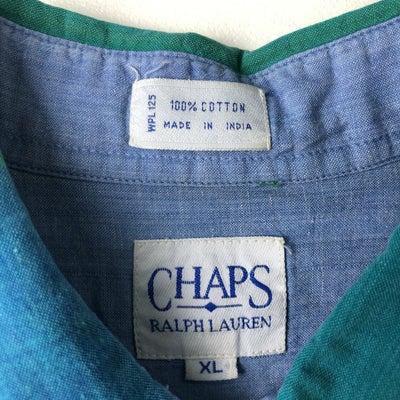 WPL 125
100% COTTON
MADE IN INDIA
CHAPS
RALPH LAUREN
XL